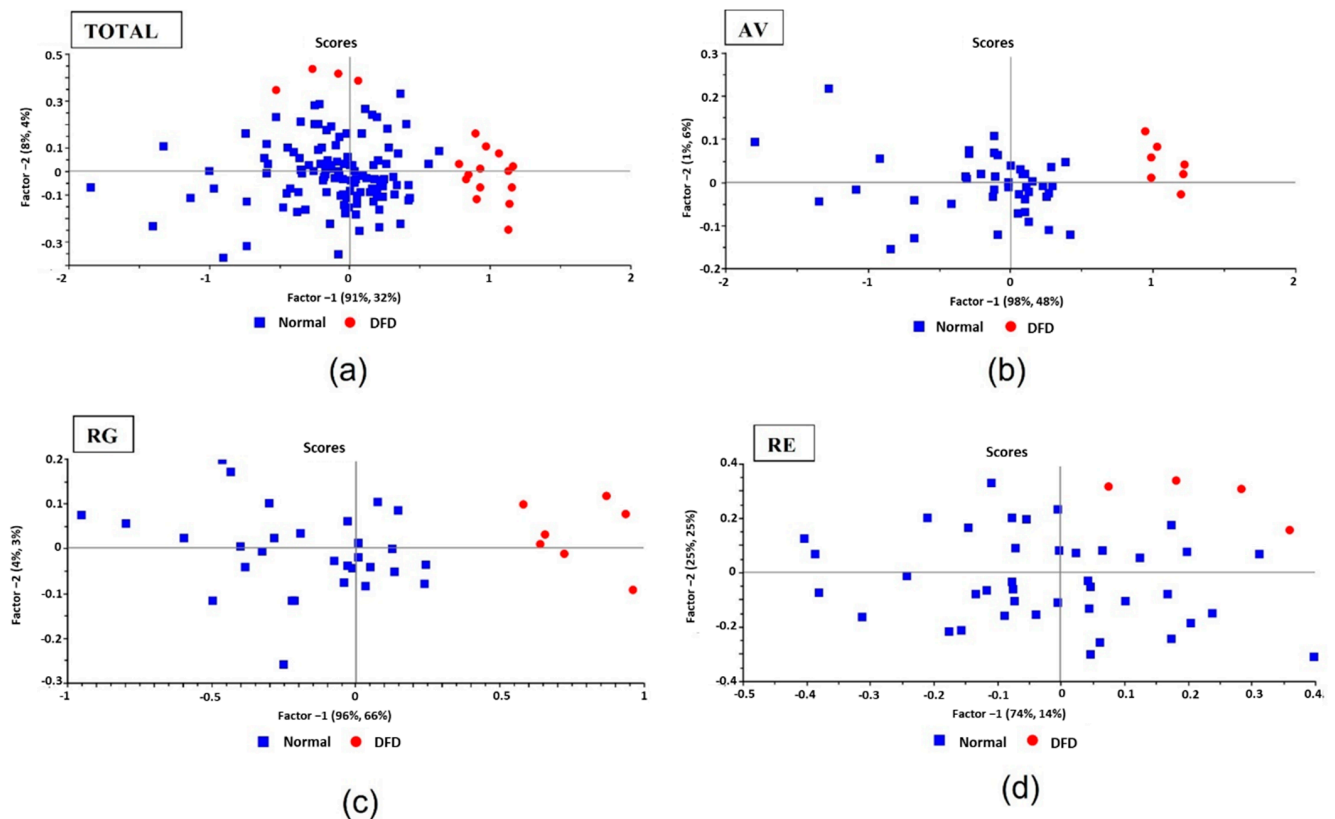 TOTAL
Scores
0.5
0.3
0.1
0
-0.1
-0.3
Factor −2 (8%, 4%)
-2
-1
0
1
2
Factor −1 (91%, 32%)
Normal
DFD
(a)
AV
Scores
0.3
0.2
0.1
0
-0.1
-0.2
Factor −2 (1%, 6%)
-2
-1
0
1
2
Factor −1 (98%, 48%)
Normal
DFD
(b)
RG
Scores
0.2
0.1
0
-0.1
-0.3
Factor −2 (4%, 3%)
-1
-0.5
0
0.5
1
Factor −1 (96%, 66%)
Normal
DFD
(c)
RE
Scores
0.4
0.2
0
-0.2
-0.4
Factor −2 (25%, 25%)
-0.5
-0.4
-0.3
-0.2
-0.1
0
0.1
0.2
0.3
0.4
Factor −1 (74%, 14%)
Normal
DFD
(d)